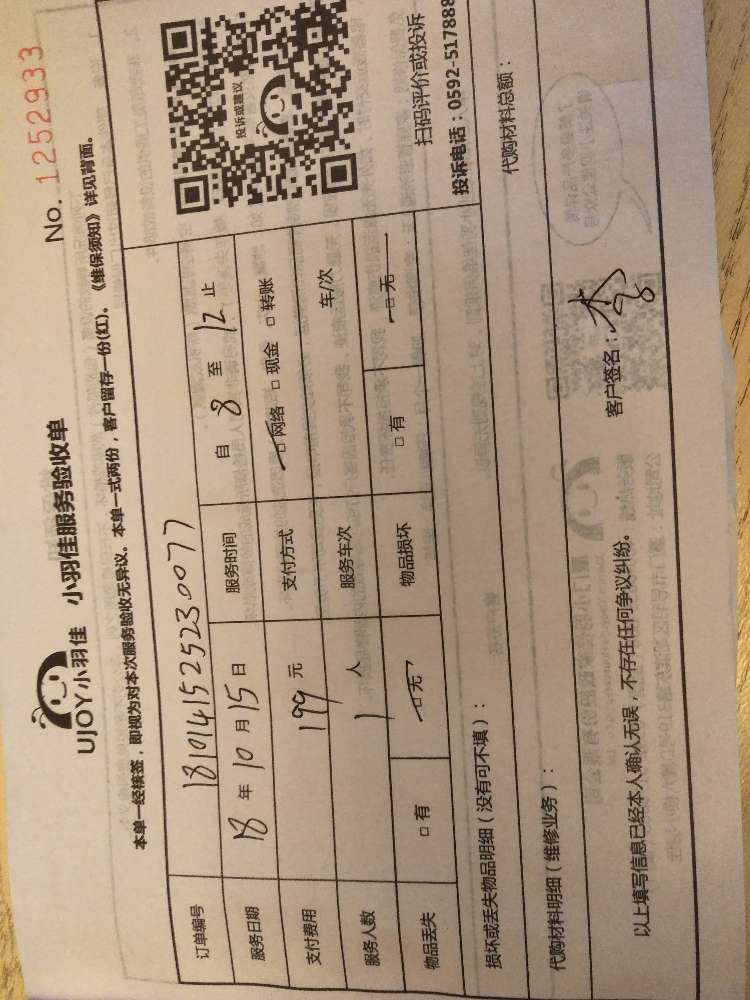 UJOY小羽佳 小羽佳服务验收单
No. 1252933
本单一经核签，即视为对本次服务验收无异议。本单一式两份，客户留存一份(红)。《维保须知》详见背面。
订单编号 181014152523 0077
服务日期 18 年 10 月 15 日 服务时间 自 8 至 12 止
支付费用 199 元 支付方式 □网络 □现金 □转账
服务人数 1 人 服务车次 车/次
物品丢失 □有 □无 物品损坏 □有 □无
投诉或建议
扫码评价或投诉
投诉电话：0592-517888
损坏或丢失物品明细（没有可不填）：
代购材料明细（维修业务）： 代购材料总额：
以上填写信息已经本人确认无误，不存在任何争议纠纷。 客户签名：